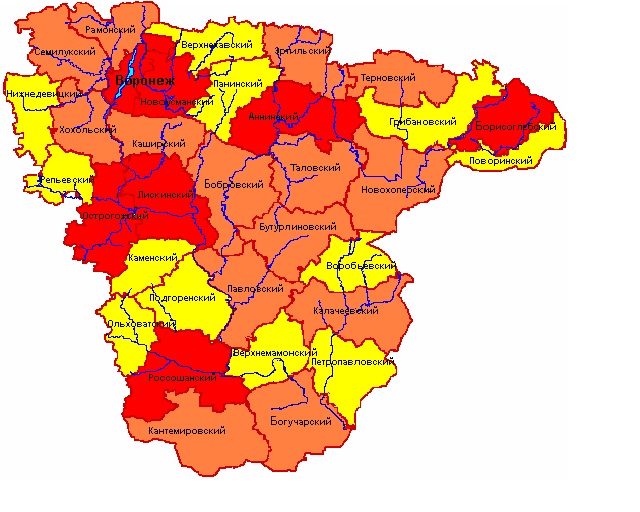 Рамонский
Верхнехавский
Эртильский
Семилукский
Воронеж
Терновский
Панинский
Нижнедевицкий
Новоусманский
Аннинский
Грибановский
Борисоглебский
Хохольский
Каширский
Поворинский
Таловский
Репьевский
Бобровский
Новохоперский
Лискинский
Острогожский
Бутурлиновский
Каменский
Воробьевский
Павловский
Подгоренский
Калачеевский
Ольховатский
Верхнемамонский
Петропавловский
Россошанский
Богучарский
Кантемировский